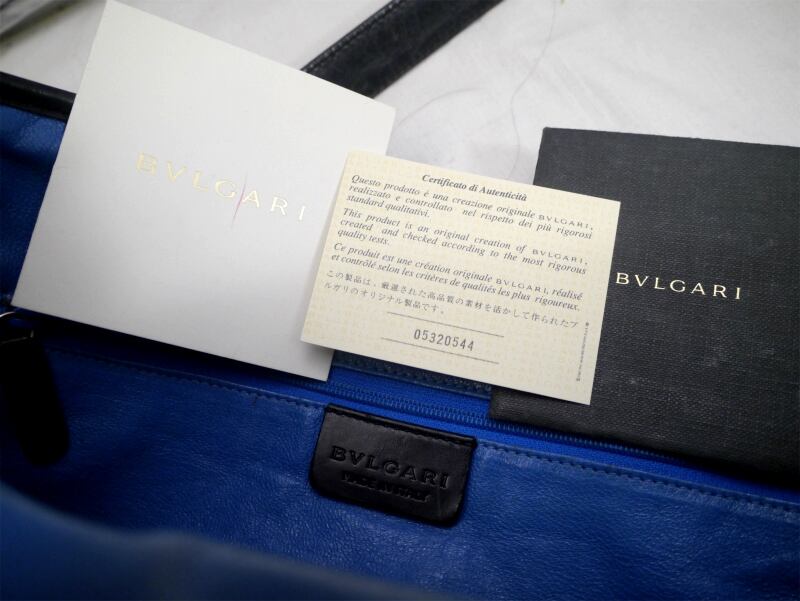 BVLGARI
Certificato di Autenticità
Questo prodotto é una creazione originale BVLGARI,
realizzato e controllato nel rispetto dei più rigorosi
standard qualitativi.
This product is an original creation of BVLGARI,
created and checked according to the most rigorous
quality tests.
Ce produit est une création originale BVLGARI, réalisé
et contrôlé selon les critères de qualités les plus rigoureux.
この製品は、厳選された高品質の素材を活かして作られたブ
ルガリのオリジナル製品です。
05320544
BVLGARI
BVLGARI
MADE IN ITALY